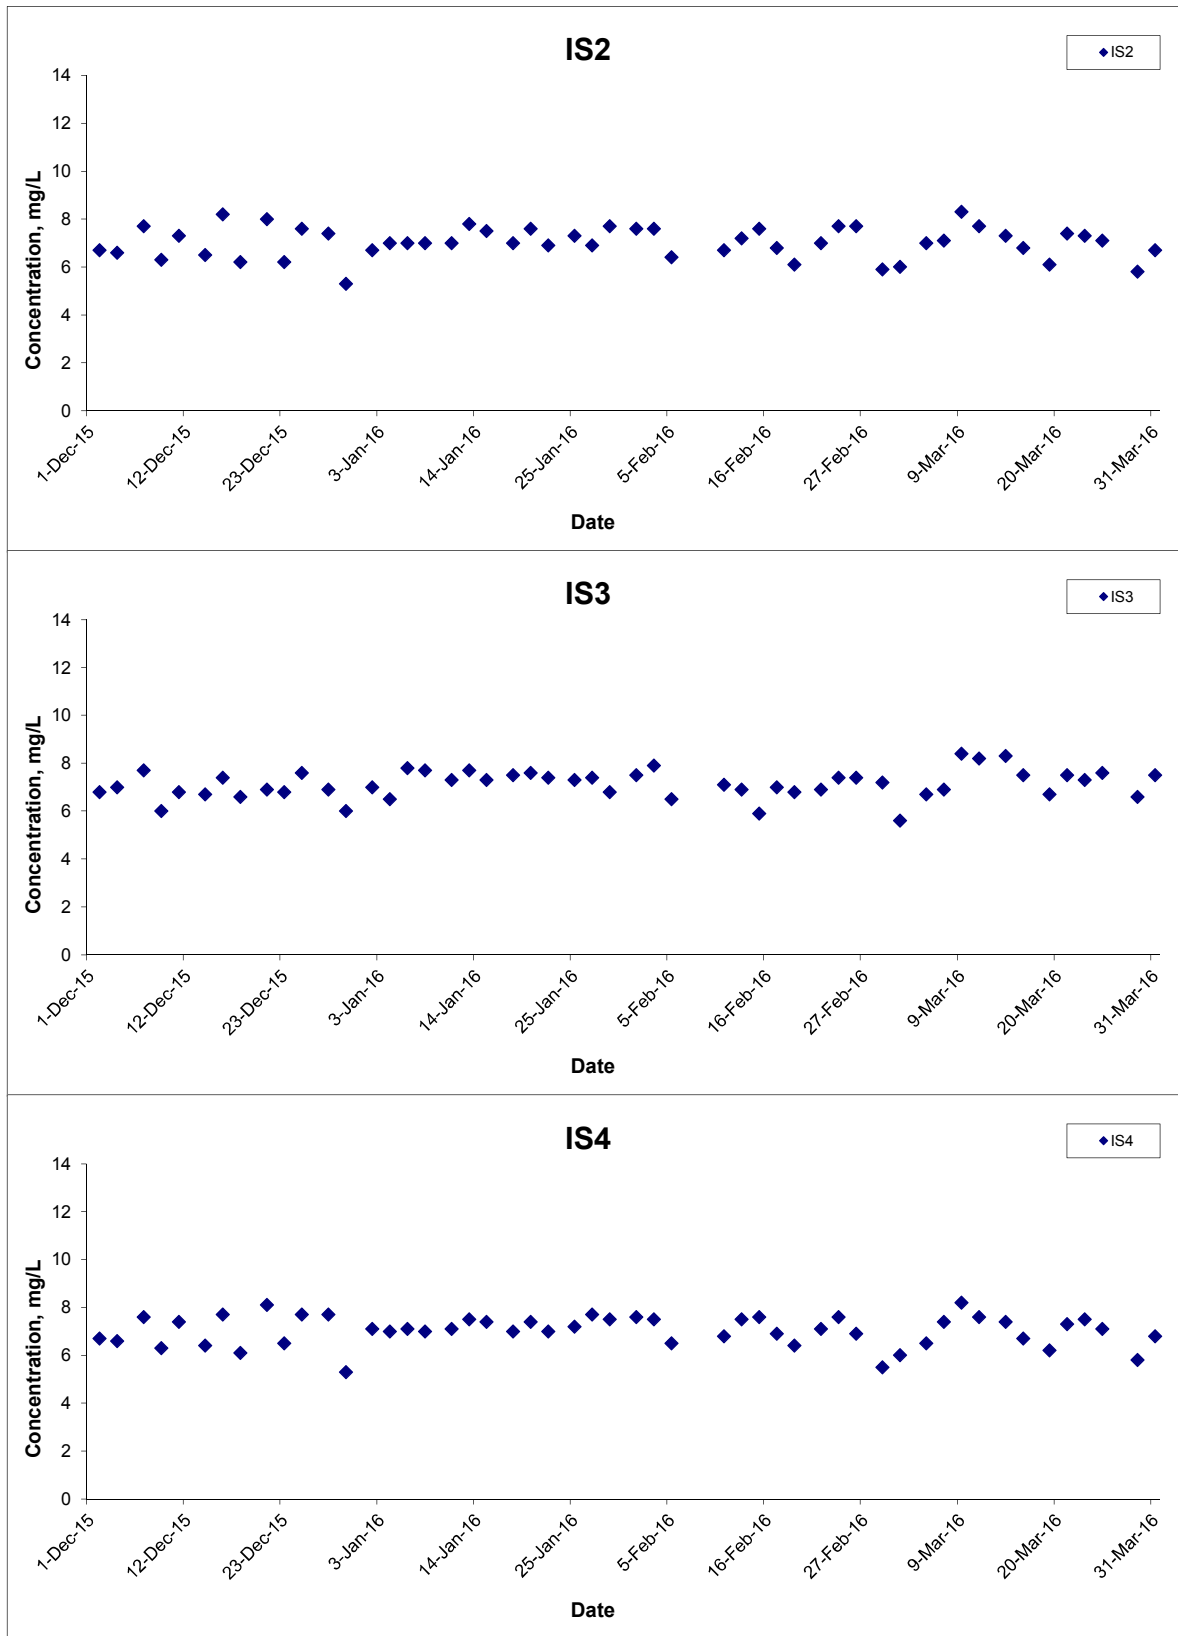 IS2
IS2
14
12
10
8
6
4
2
0
Concentration, mg/L
1-Dec-15
12-Dec-15
23-Dec-15
3-Jan-16
14-Jan-16
25-Jan-16
5-Feb-16
16-Feb-16
27-Feb-16
9-Mar-16
20-Mar-16
31-Mar-16
Date
IS3
IS3
14
12
10
8
6
4
2
0
Concentration, mg/L
1-Dec-15
12-Dec-15
23-Dec-15
3-Jan-16
14-Jan-16
25-Jan-16
5-Feb-16
16-Feb-16
27-Feb-16
9-Mar-16
20-Mar-16
31-Mar-16
Date
IS4
IS4
14
12
10
8
6
4
2
0
Concentration, mg/L
1-Dec-15
12-Dec-15
23-Dec-15
3-Jan-16
14-Jan-16
25-Jan-16
5-Feb-16
16-Feb-16
27-Feb-16
9-Mar-16
20-Mar-16
31-Mar-16
Date